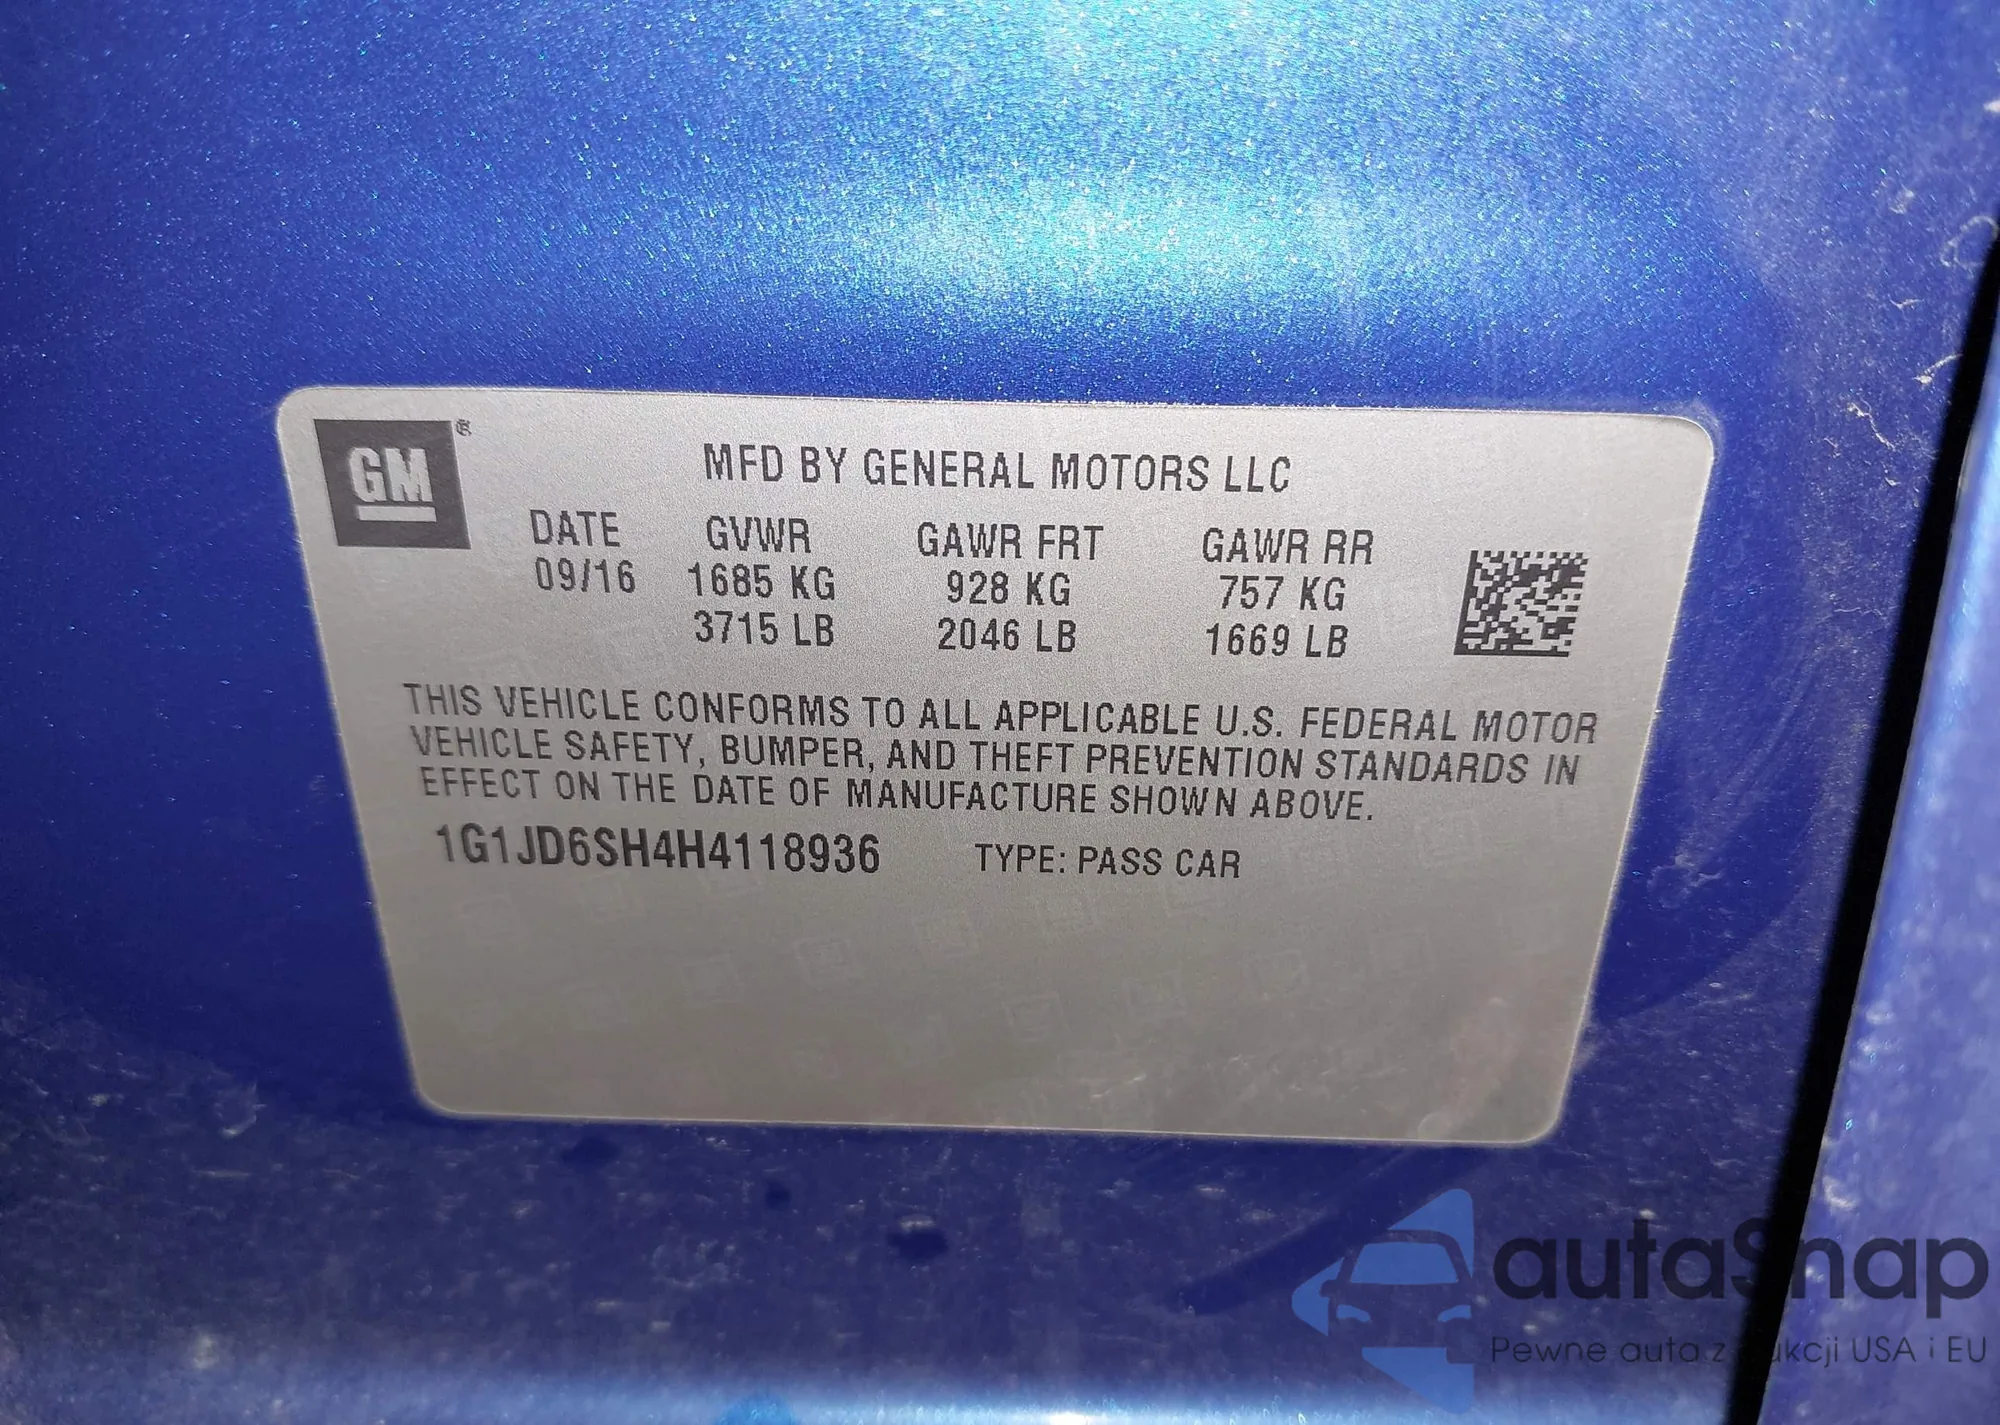 GM®
MFD BY GENERAL MOTORS LLC
DATE GVWR GAWR FRT GAWR RR
09/16 1685 KG 928 KG 757 KG
3715 LB 2046 LB 1669 LB
THIS VEHICLE CONFORMS TO ALL APPLICABLE U.S. FEDERAL MOTOR
VEHICLE SAFETY, BUMPER, AND THEFT PREVENTION STANDARDS IN
EFFECT ON THE DATE OF MANUFACTURE SHOWN ABOVE.
1G1JD6SH4H4118936 TYPE: PASS CAR
autaSnap
Pewne auta z aukcji USA i EU